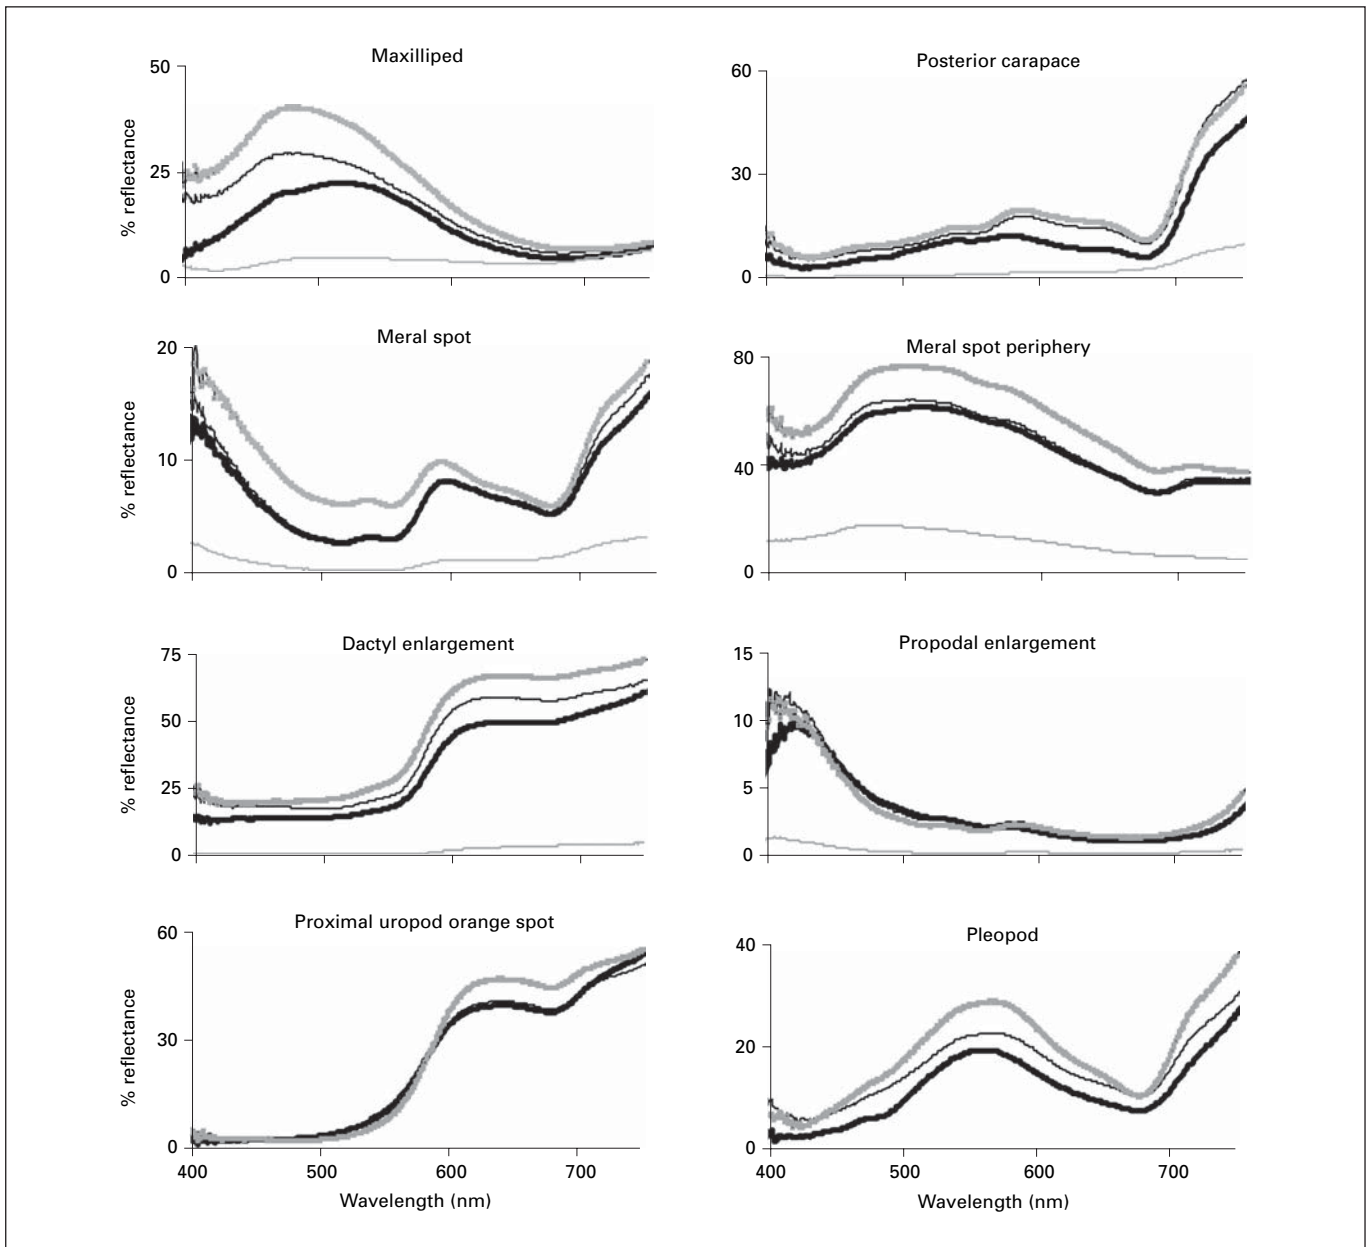 Maxilliped
50
25
0
% reflectance
Posterior carapace
60
30
0
Meral spot
20
10
0
% reflectance
Meral spot periphery
80
40
0
Dactyl enlargement
75
50
25
0
% reflectance
Propodal enlargement
15
10
5
0
Proximal uropod orange spot
60
30
0
% reflectance
400 500 600 700
Wavelength (nm)
Pleopod
40
20
0
400 500 600 700
Wavelength (nm)